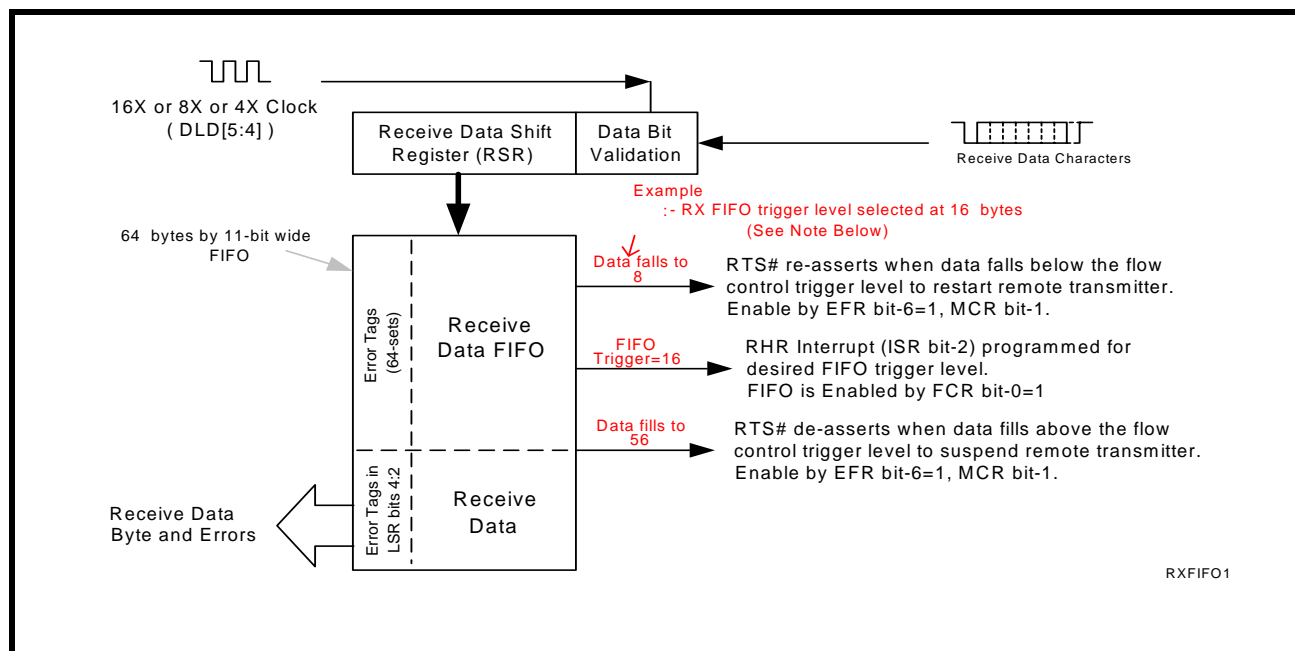 16X or 8X or 4X Clock
( DLD[5:4] )
Receive Data Shift
Register (RSR)
Data Bit
Validation
Receive Data Characters
Example
:- RX FIFO trigger level selected at 16 bytes
(See Note Below)
64 bytes by 11-bit wide
FIFO
Data falls to
8
RTS# re-asserts when data falls below the flow
control trigger level to restart remote transmitter.
Enable by EFR bit-6=1, MCR bit-1.
Error Tags
(64-sets)
Receive
Data FIFO
FIFO
Trigger=16
RHR Interrupt (ISR bit-2) programmed for
desired FIFO trigger level.
FIFO is Enabled by FCR bit-0=1
Data fills to
56
RTS# de-asserts when data fills above the flow
control trigger level to suspend remote transmitter.
Enable by EFR bit-6=1, MCR bit-1.
Error Tags in
LSR bits 4:2
Receive
Data
Receive Data
Byte and Errors
RXFIFO1